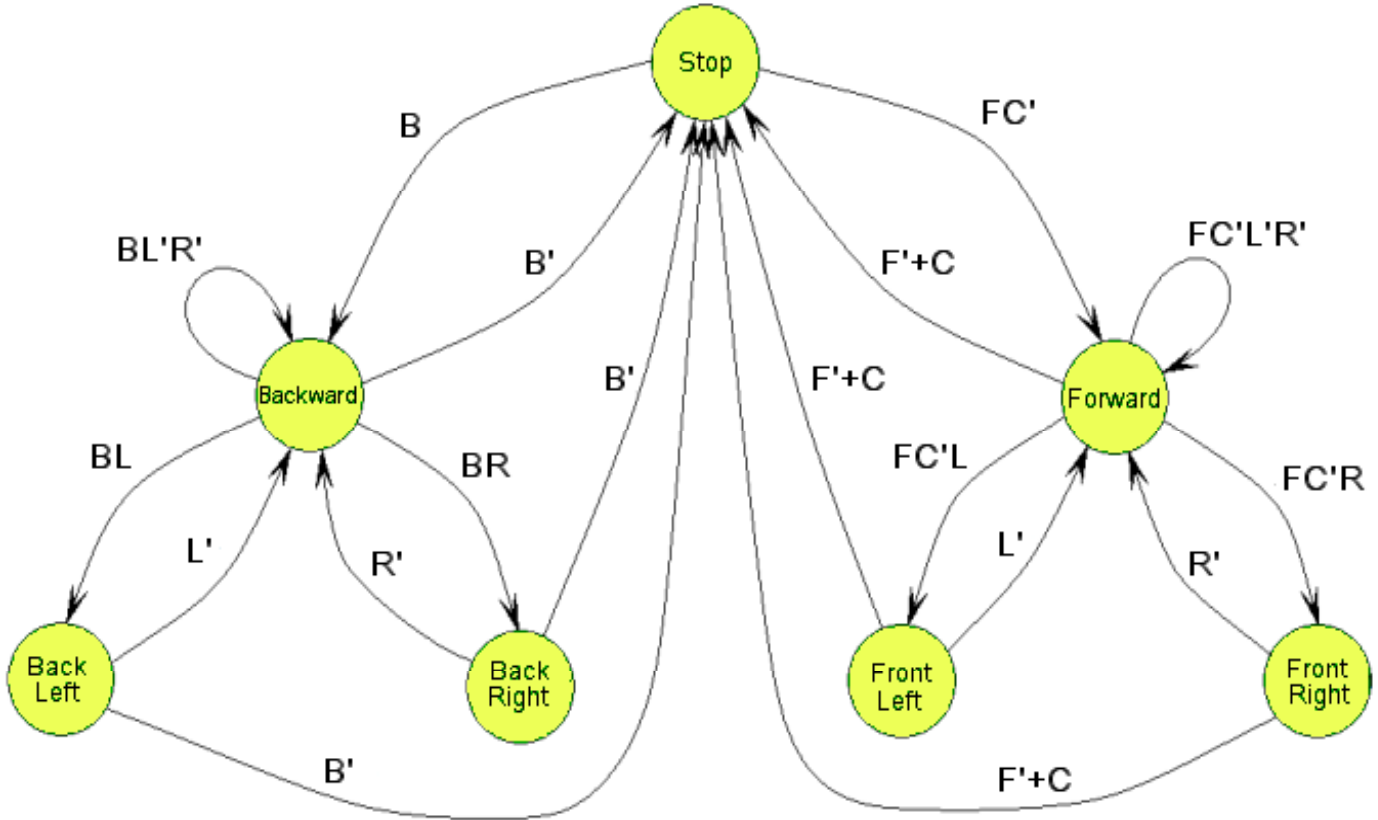 Stop
B
FC'
BL'R'
B'
F'+C
FC'L'R'
B'
F'+C
Backward
Forward
BL
BR
FC'L
FC'R
L'
R'
L'
R'
Back
Left
Back
Right
Front
Left
Front
Right
B'
F'+C